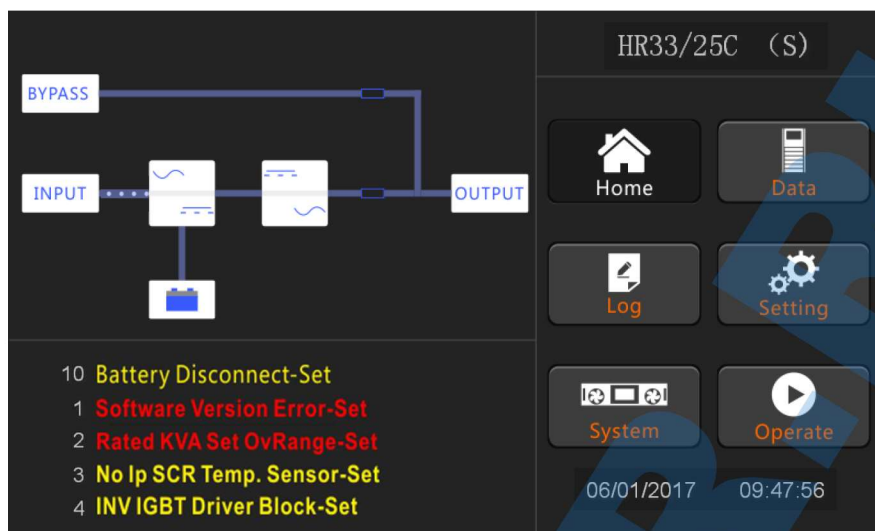 HR33/25C (S)
BYPASS
INPUT
OUTPUT
Home
Data
Log
Setting
System
Operate
10 Battery Disconnect-Set
1 Software Version Error-Set
2 Rated KVA Set OvRange-Set
3 No Ip SCR Temp. Sensor-Set
4 INV IGBT Driver Block-Set
06/01/2017 09:47:56